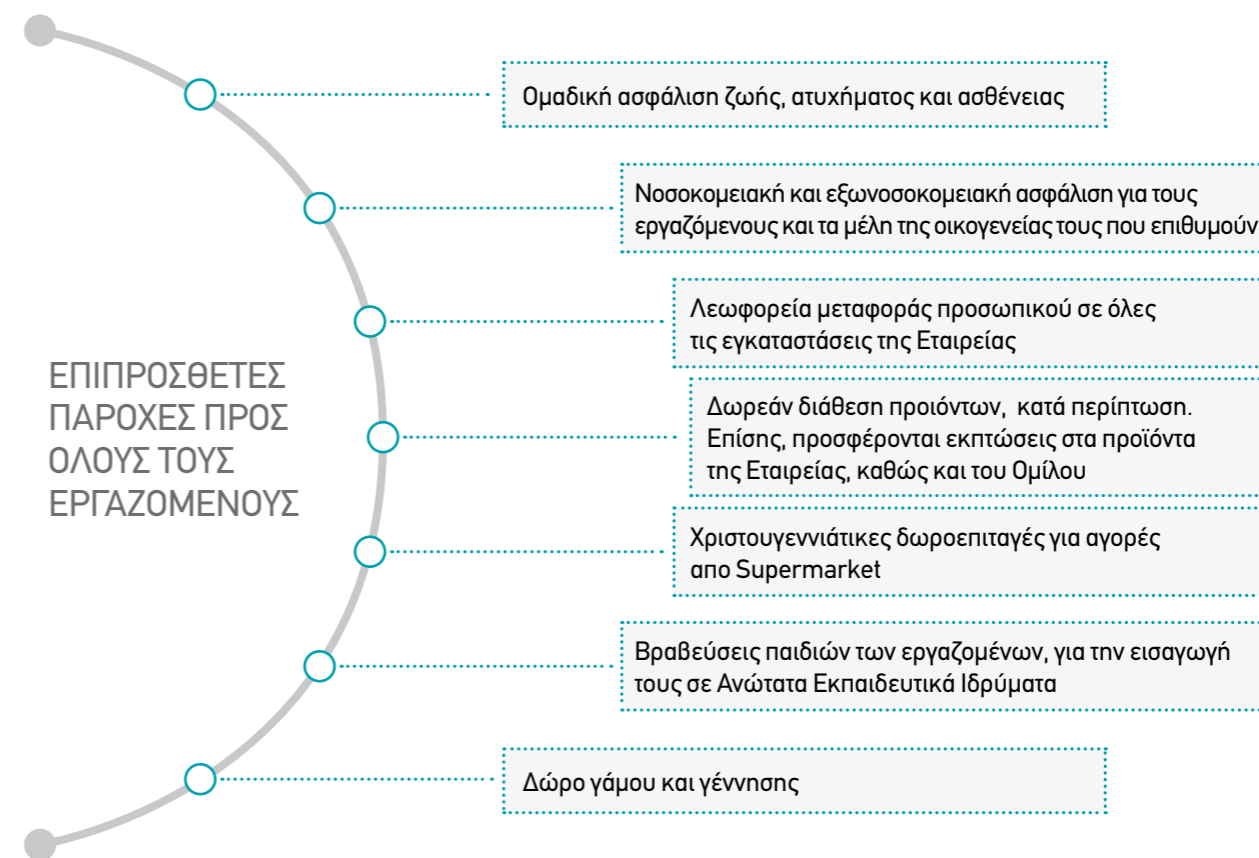 Ομαδική ασφάλιση ζωής, ατυχήματος και ασθένειας
Νοσοκομειακή και εξωνοσοκομειακή ασφάλιση για τους
εργαζόμενους και τα μέλη της οικογενείας τους που επιθυμούν
Λεωφορεία μεταφοράς προσωπικού σε όλες
τις εγκαταστάσεις της Εταιρείας
ΕΠΙΠΡΟΣΘΕΤΕΣ
ΠΑΡΟΧΕΣ ΠΡΟΣ
ΟΛΟΥΣ ΤΟΥΣ
ΕΡΓΑΖΟΜΕΝΟΥΣ
Δωρεάν διάθεση προιόντων, κατά περίπτωση.
Επίσης, προσφέρονται εκπτώσεις στα προϊόντα
της Εταιρείας, καθώς και του Ομίλου
Χριστουγεννιάτικες δωροεπιταγές για αγορές
απο Supermarket
Βραβεύσεις παιδιών των εργαζομένων, για την εισαγωγή
τους σε Ανώτατα Εκπαιδευτικά Ιδρύματα
Δώρο γάμου και γέννησης